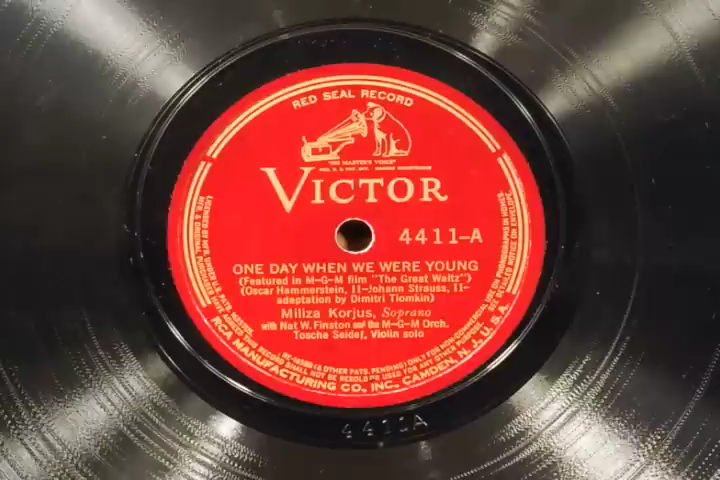 RED SEAL RECORD
"HIS MASTER'S VOICE"
VICTOR
4411-A
ONE DAY WHEN WE WERE YOUNG
(Featured in M-G-M film "The Great Waltz")
(Oscar Hammerstein, II-Johann Strauss, II-
adaptation by Dimitri Tiomkin)
Miliza Korjus, Soprano
with Nat W. Finston and the M-G-M Orch.
Toscha Seidel, Violin solo
RCA MANUFACTURING CO., INC., CAMDEN, N. J., U. S. A.
4411A